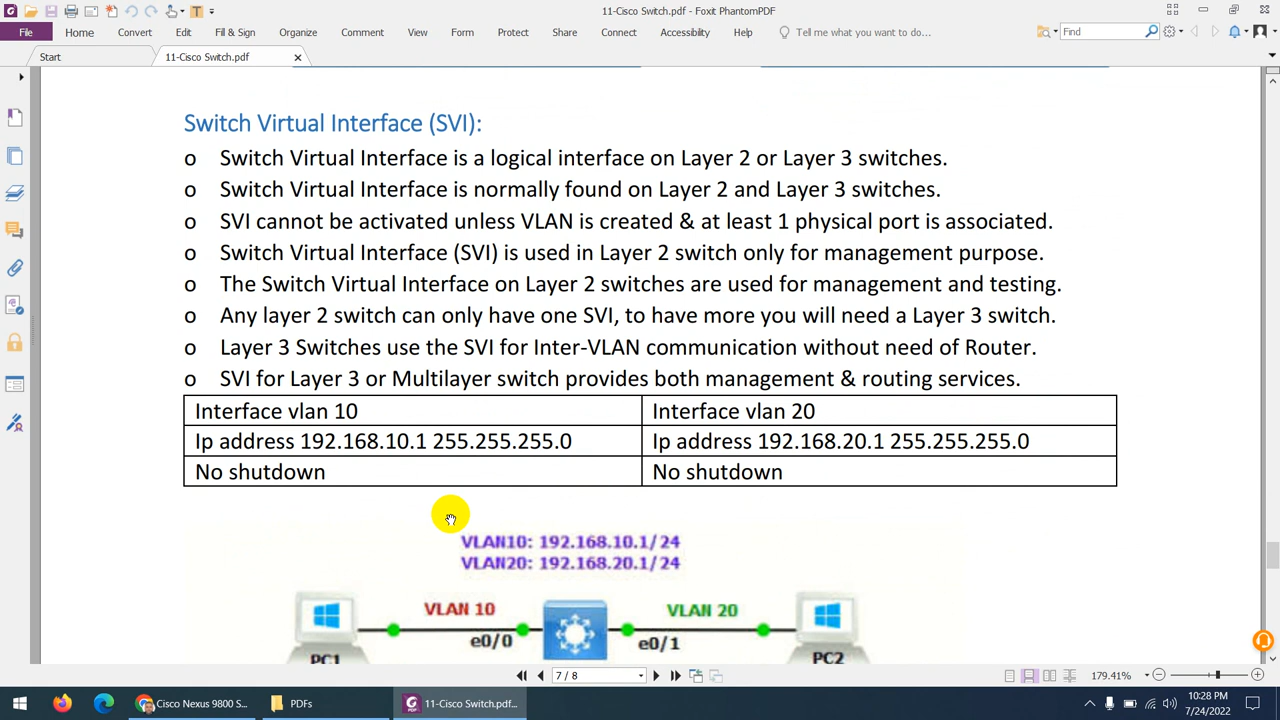 11-Cisco Switch.pdf - Foxit PhantomPDF
File Home Convert Edit Fill & Sign Organize Comment View Form Protect Share Connect Accessibility Help Tell me what you want to do... Find
Start 11-Cisco Switch.pdf
Switch Virtual Interface (SVI):
o Switch Virtual Interface is a logical interface on Layer 2 or Layer 3 switches.
o Switch Virtual Interface is normally found on Layer 2 and Layer 3 switches.
o SVI cannot be activated unless VLAN is created & at least 1 physical port is associated.
o Switch Virtual Interface (SVI) is used in Layer 2 switch only for management purpose.
o The Switch Virtual Interface on Layer 2 switches are used for management and testing.
o Any layer 2 switch can only have one SVI, to have more you will need a Layer 3 switch.
o Layer 3 Switches use the SVI for Inter-VLAN communication without need of Router.
o SVI for Layer 3 or Multilayer switch provides both management & routing services.
Interface vlan 10 Interface vlan 20
Ip address 192.168.10.1 255.255.255.0 Ip address 192.168.20.1 255.255.255.0
No shutdown No shutdown
VLAN10: 192.168.10.1/24
VLAN20: 192.168.20.1/24
VLAN 10 VLAN 20
e0/0 e0/1
PC1 PC2
7 / 8 179.41%
Cisco Nexus 9800 S... PDFs 11-Cisco Switch.pdf... 10:28 PM
7/24/2022